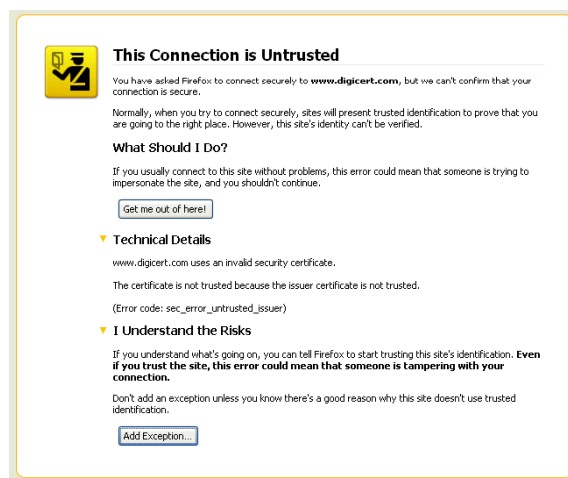 This Connection is Untrusted
You have asked Firefox to connect securely to www.digicert.com, but we can't confirm that your
connection is secure.
Normally, when you try to connect securely, sites will present trusted identification to prove that you
are going to the right place. However, this site's identity can't be verified.
What Should I Do?
If you usually connect to this site without problems, this error could mean that someone is trying to
impersonate the site, and you shouldn't continue.
Get me out of here!
Technical Details
www.digicert.com uses an invalid security certificate.
The certificate is not trusted because the issuer certificate is not trusted.
(Error code: sec_error_untrusted_issuer)
I Understand the Risks
If you understand what's going on, you can tell Firefox to start trusting this site's identification. Even
if you trust the site, this error could mean that someone is tampering with your
connection.
Don't add an exception unless you know there's a good reason why this site doesn't use trusted
identification.
Add Exception...